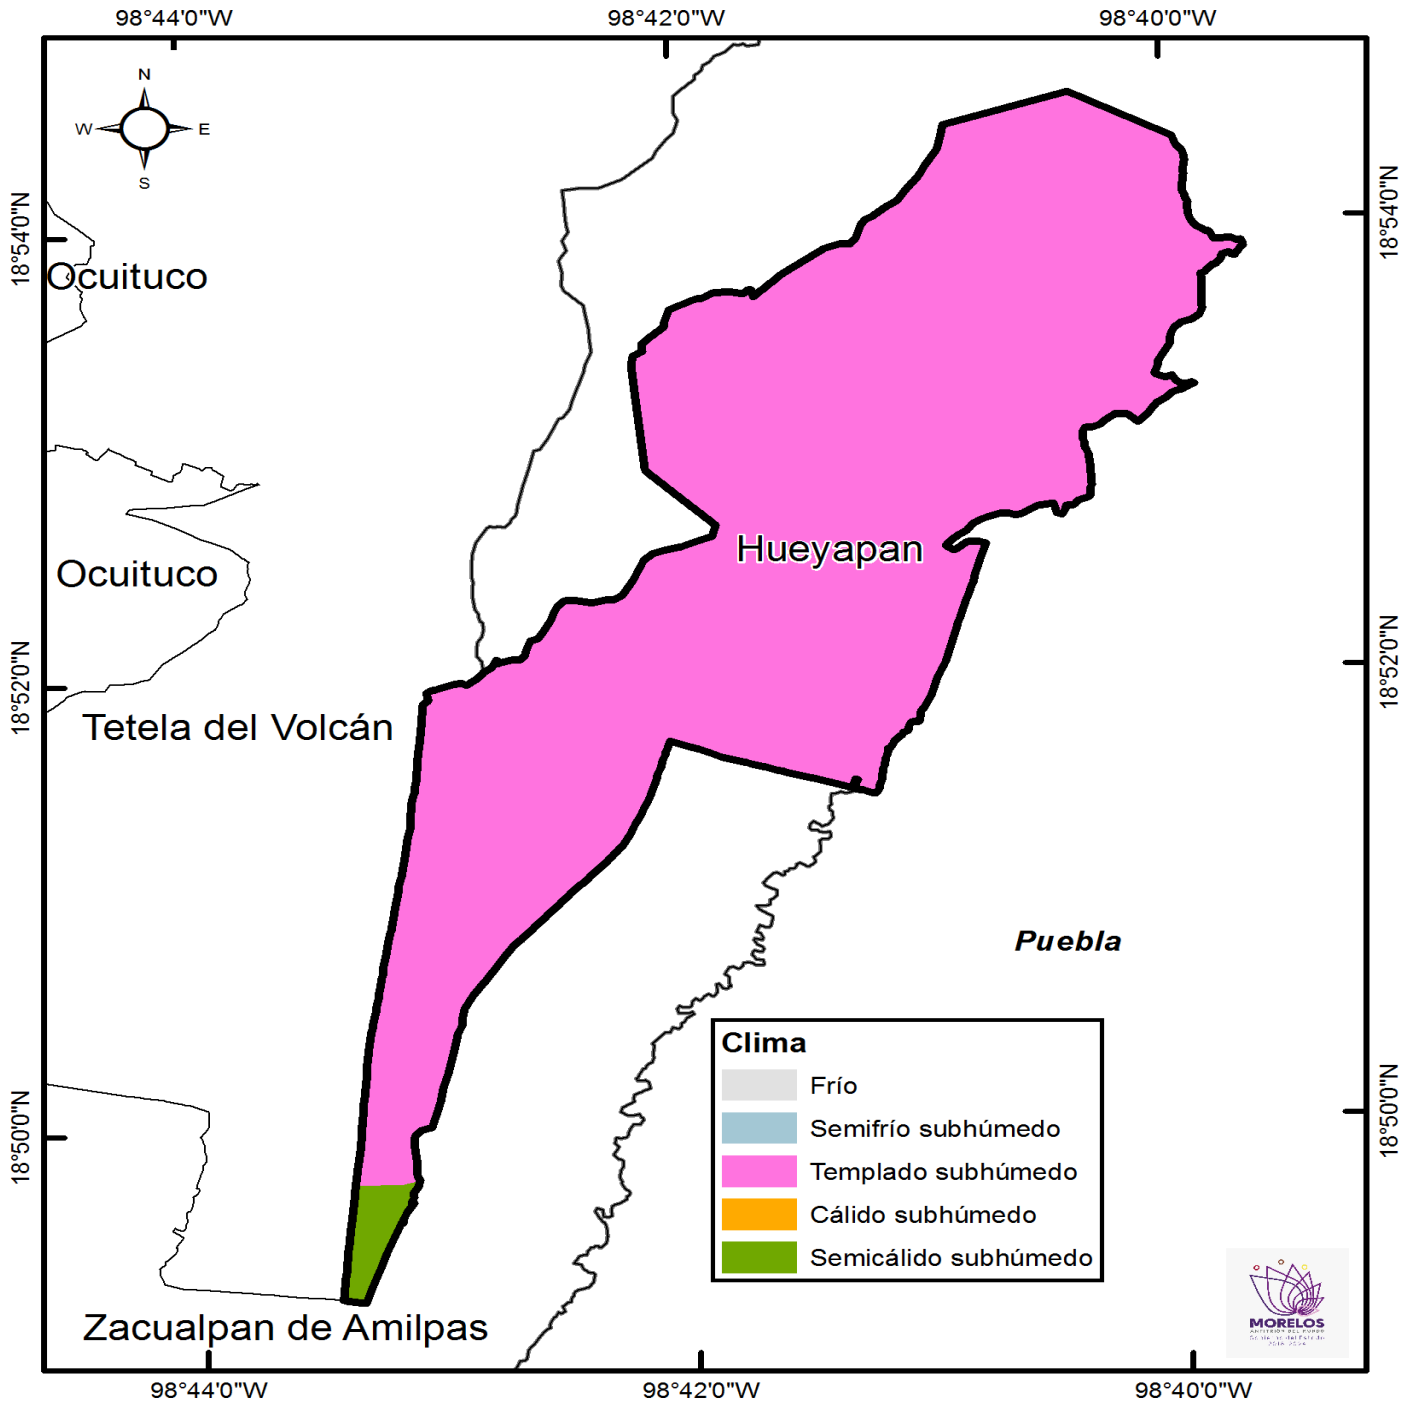 98°44'0"W 98°42'0"W 98°40'0"W
N
W E
S
18°54'0"N 18°54'0"N
Ocuituco
Hueyapan
Ocuituco
18°52'0"N 18°52'0"N
Tetela del Volcán
Puebla
Clima
Frío
Semifrío subhúmedo
Templado subhúmedo
Cálido subhúmedo
Semicálido subhúmedo
18°50'0"N 18°50'0"N
Zacualpan de Amilpas
MORELOS
98°44'0"W 98°42'0"W 98°40'0"W